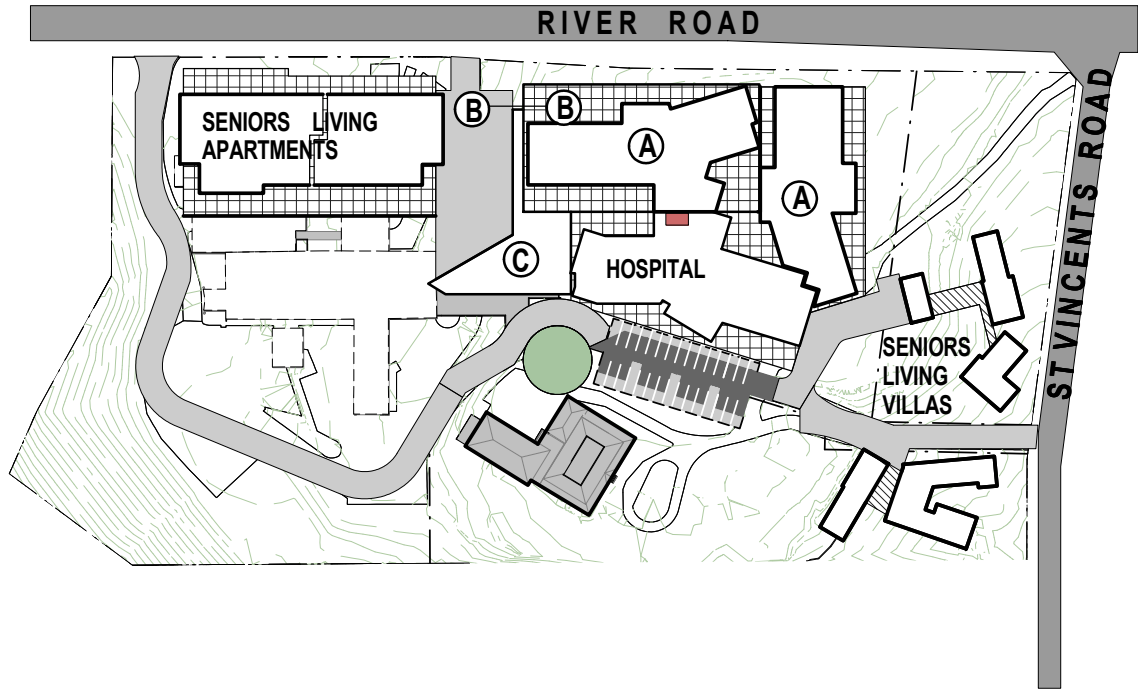 RIVER ROAD
SENIORS LIVING
APARTMENTS
B
B
A
A
C
HOSPITAL
SENIORS
LIVING
VILLAS
ST VINCENTS ROAD